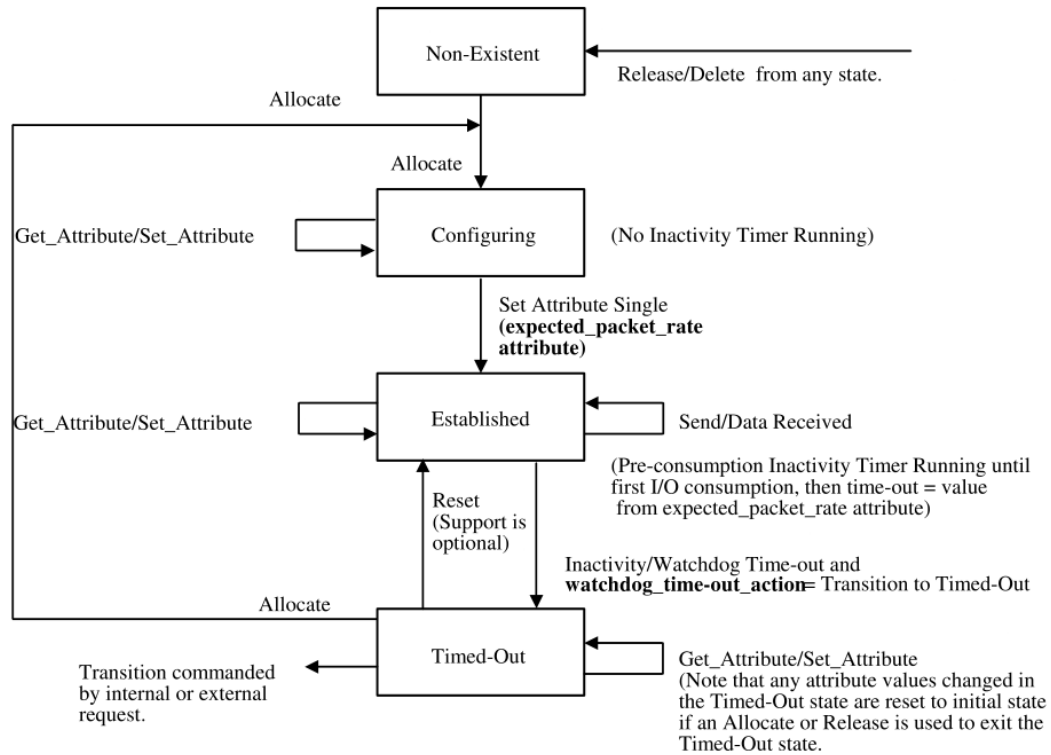 Non-Existent
Release/Delete from any state.
Allocate
Allocate
Get_Attribute/Set_Attribute
Configuring
(No Inactivity Timer Running)
Set Attribute Single
(expected_packet_rate
attribute)
Get_Attribute/Set_Attribute
Established
Send/Data Received
(Pre-consumption Inactivity Timer Running until
first I/O consumption, then time-out = value
from expected_packet_rate attribute)
Reset
(Support is
optional)
Inactivity/Watchdog Time-out and
watchdog_time-out_action= Transition to Timed-Out
Allocate
Timed-Out
Transition commanded
by internal or external
request.
Get_Attribute/Set_Attribute
(Note that any attribute values changed in
the Timed-Out state are reset to initial state
if an Allocate or Release is used to exit the
Timed-Out state.